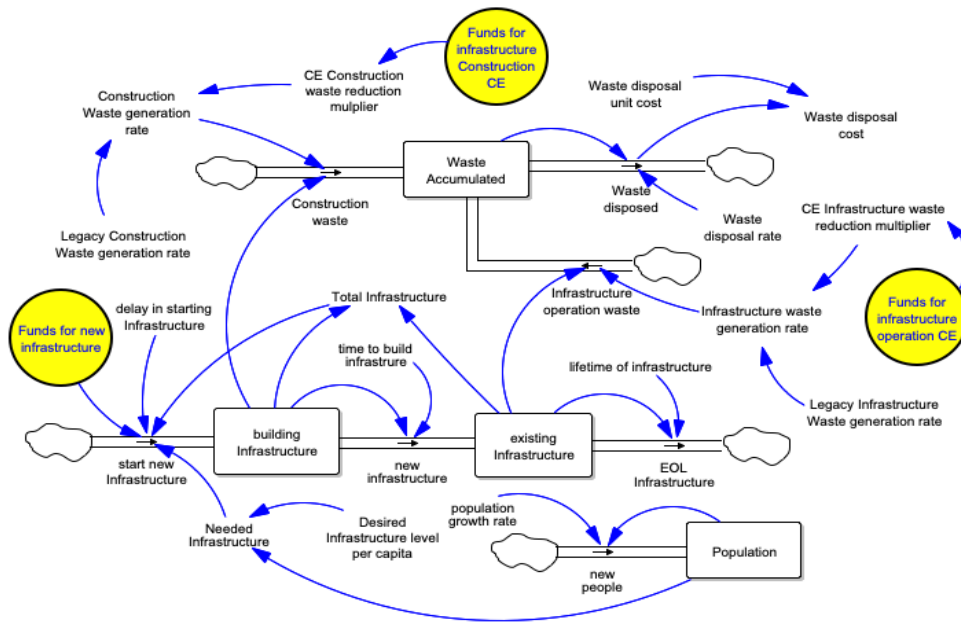 Funds for
infrastructure
Construction
CE
CE Construction
waste reduction
mulplier
Construction
Waste generation
rate
Waste disposal
unit cost
Waste disposal
cost
Waste
Accumulated
Construction
waste
Waste
disposed
Waste
disposal rate
CE Infrastructure waste
reduction multiplier
Legacy Construction
Waste generation rate
Infrastructure
operation waste
Infrastructure waste
generation rate
Funds for
infrastructure
operation CE
Funds for new
infrastructure
delay in starting
Infrastructure
Total Infrastructure
time to build
infrastrure
lifetime of infrastructure
Legacy Infrastructure
Waste generation rate
building
Infrastructure
existing
Infrastructure
start new
Infrastructure
new
infrastructure
EOL
Infrastructure
Needed
Infrastructure
Desired
Infrastructure level
per capita
population
growth rate
Population
new
people